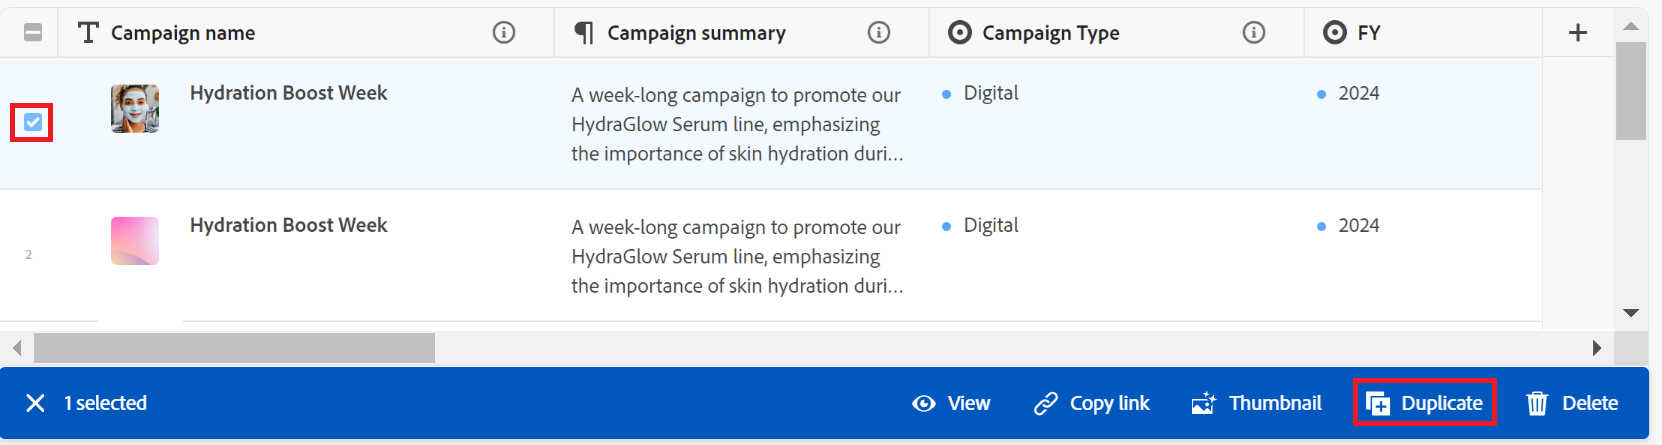 Campaign name
Campaign summary
Campaign Type
FY
Hydration Boost Week
A week-long campaign to promote our
HydraGlow Serum line, emphasizing
the importance of skin hydration duri...
Digital
2024
2
Hydration Boost Week
A week-long campaign to promote our
HydraGlow Serum line, emphasizing
the importance of skin hydration duri...
Digital
2024
1 selected
View
Copy link
Thumbnail
Duplicate
Delete